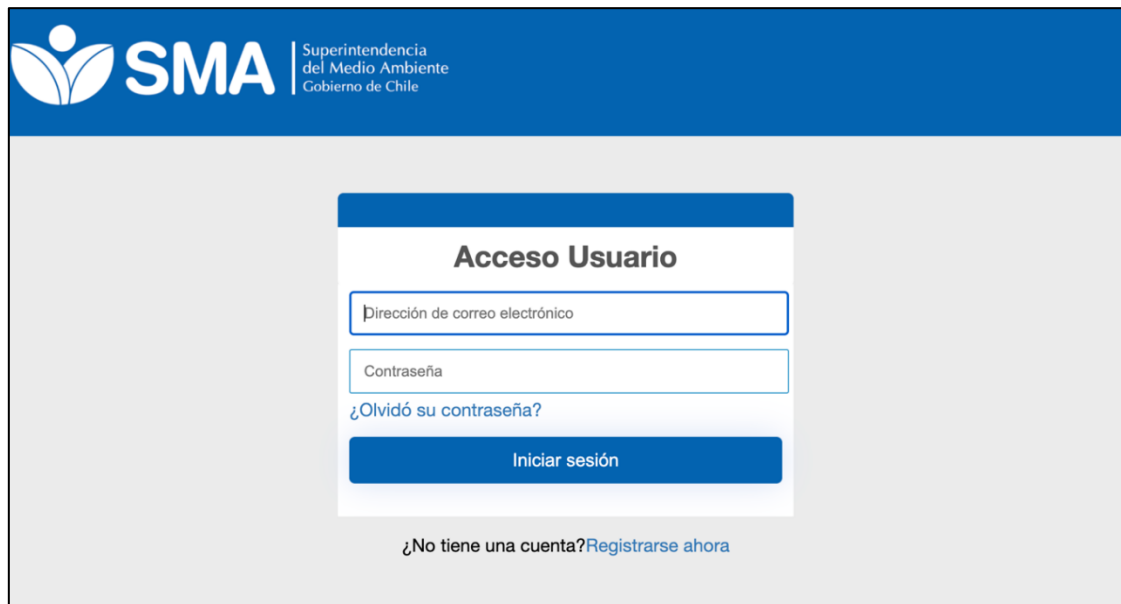 SMA
Superintendencia
del Medio Ambiente
Gobierno de Chile
Acceso Usuario
Dirección de correo electrónico
Contraseña
¿Olvidó su contraseña?
Iniciar sesión
¿No tiene una cuenta?Registrarse ahora